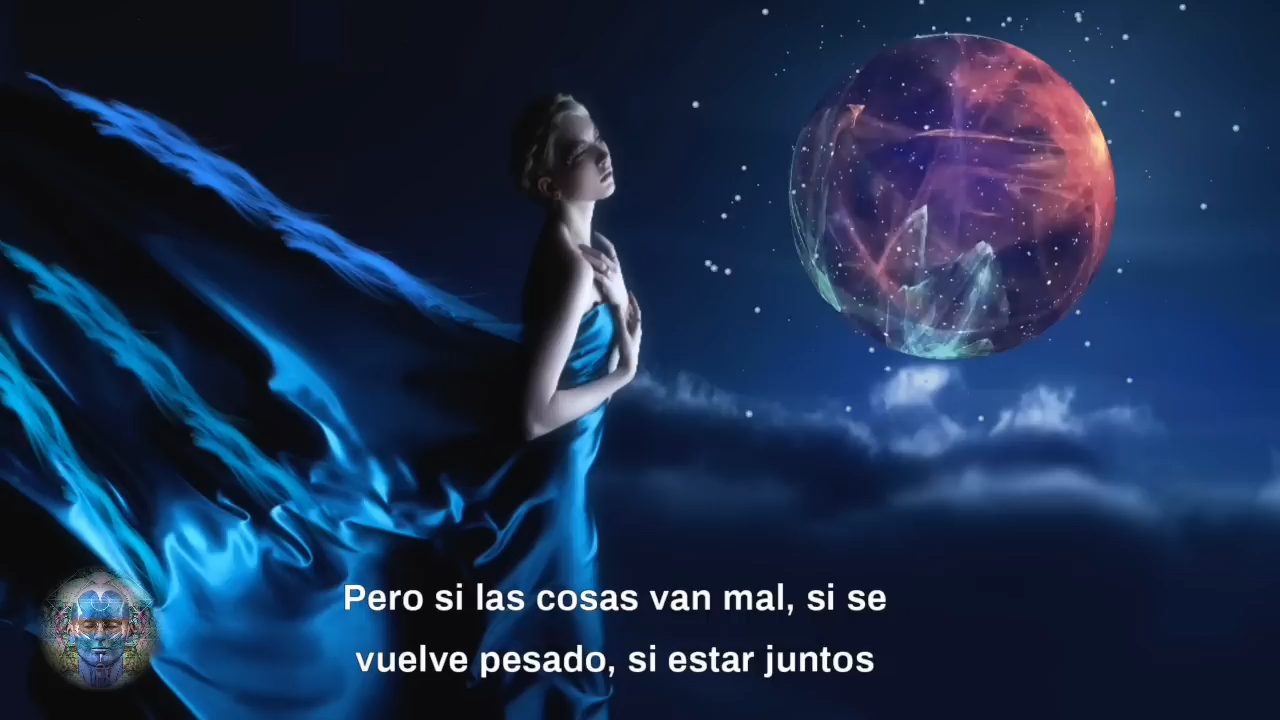 Pero si las cosas van mal, si se
vuelve pesado, si estar juntos